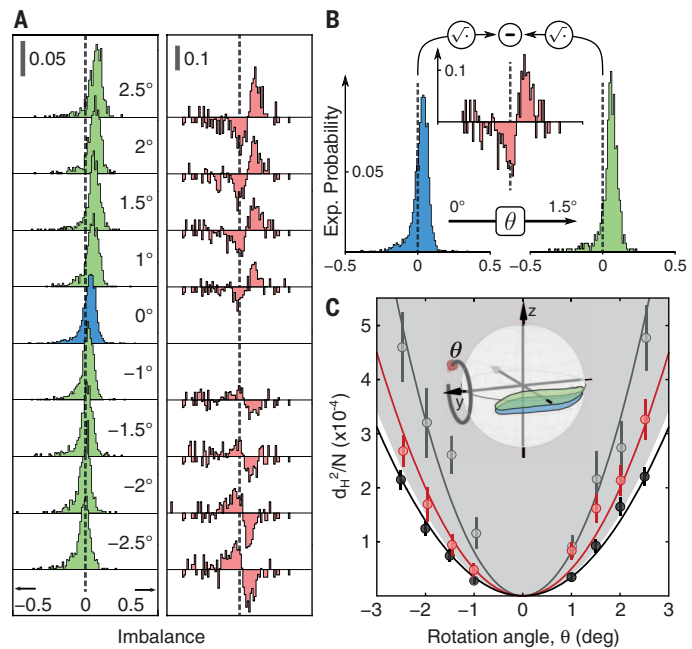 A
0.05
2.5°
2°
1.5°
1°
0°
−1°
−1.5°
−2°
−2.5°
−0.5 0 0.5
0.1
Imbalance
B
√· - √·
0.1
Exp. Probability
0.05
0° θ 1.5°
−0.5 0 0.5
−0.5 0 0.5
C
d_H²/N (x10⁻⁴)
5
4
3
2
1
z
θ
y
−3 −2 −1 0 1 2 3
Rotation angle, θ (deg)